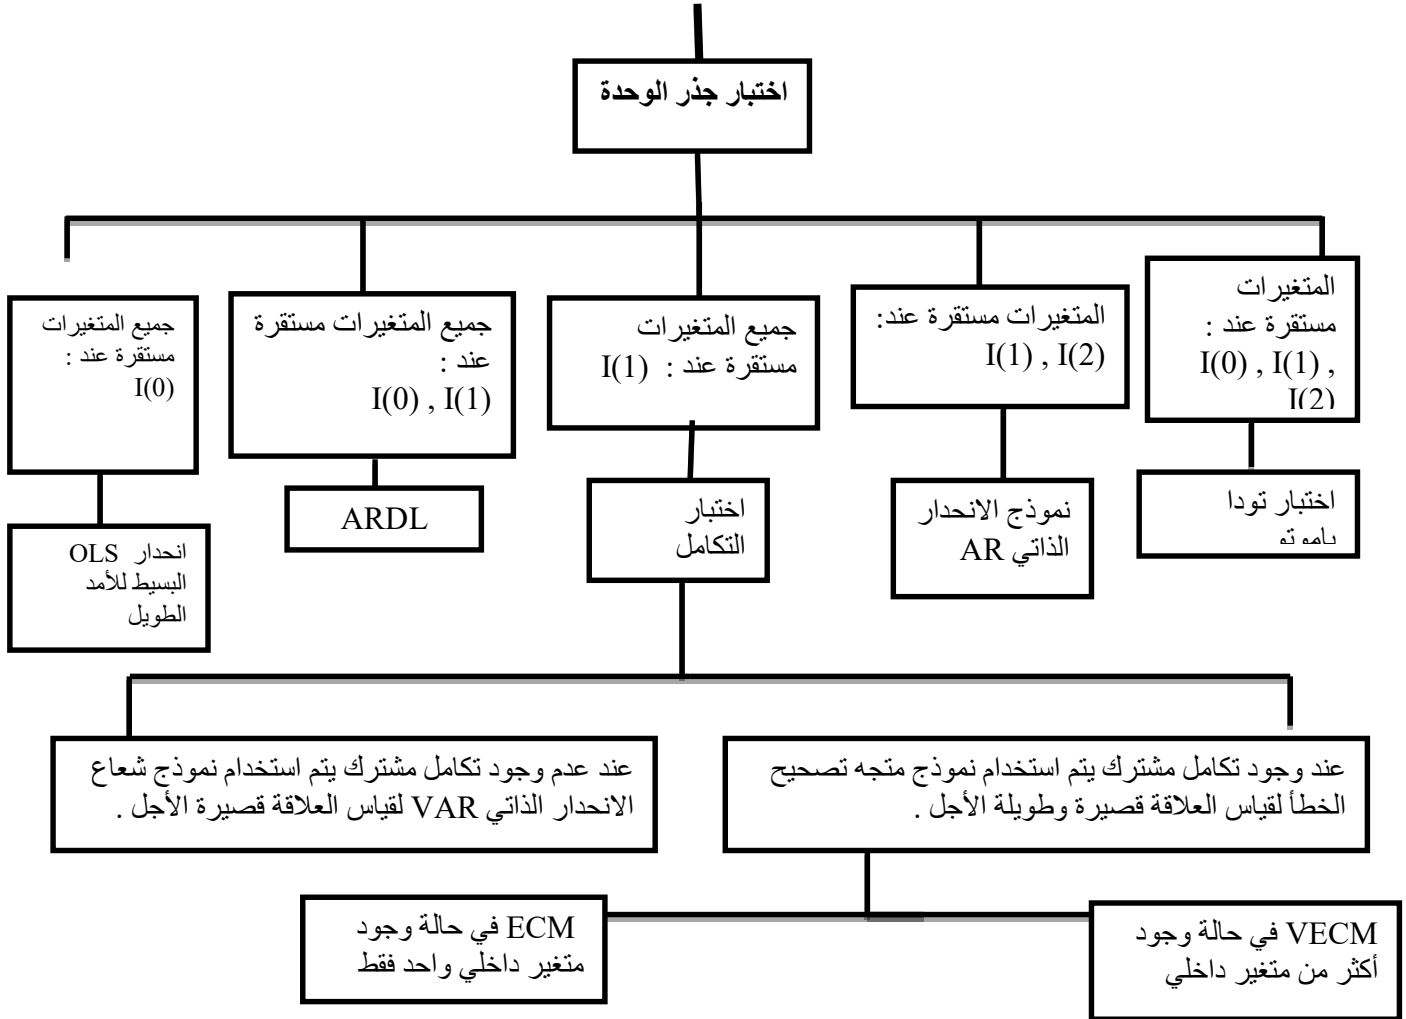 اختبار جذر الوحدة
المتغيرات
مستقرة عند :
I(0) , I(1) ,
I(2)
المتغيرات مستقرة عند:
I(1) , I(2)
جميع المتغيرات
مستقرة عند : I(1)
جميع المتغيرات مستقرة
عند :
I(0) , I(1)
جميع المتغيرات
مستقرة عند :
I(0)
اختبار تودا
ياموتو
نموذج الانحدار
الذاتي AR
اختبار
التكامل
ARDL
انحدار OLS
البسيط للأمد
الطويل
عند وجود تكامل مشترك يتم استخدام نموذج متجه تصحيح
الخطأ لقياس العلاقة قصيرة وطويلة الأجل .
عند عدم وجود تكامل مشترك يتم استخدام نموذج شعاع
الانحدار الذاتي VAR لقياس العلاقة قصيرة الأجل .
VECM في حالة وجود
أكثر من متغير داخلي
ECM في حالة وجود
متغير داخلي واحد فقط